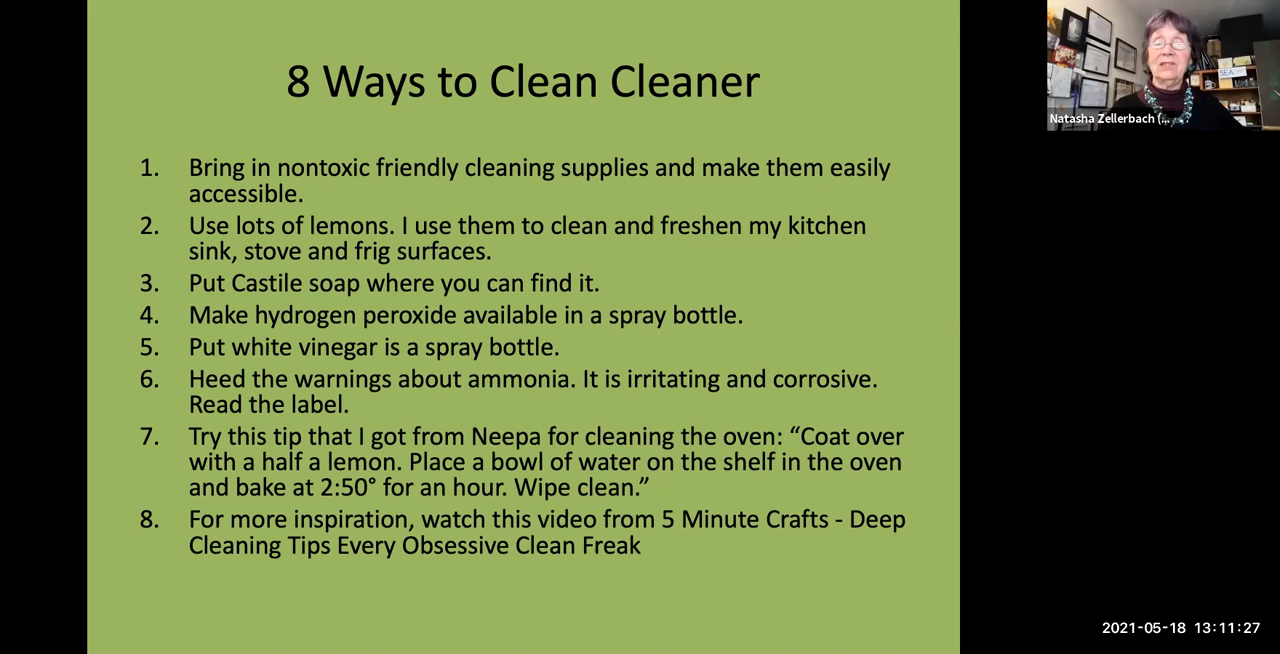 8 Ways to Clean Cleaner
1. Bring in nontoxic friendly cleaning supplies and make them easily
accessible.
2. Use lots of lemons. I use them to clean and freshen my kitchen
sink, stove and frig surfaces.
3. Put Castile soap where you can find it.
4. Make hydrogen peroxide available in a spray bottle.
5. Put white vinegar is a spray bottle.
6. Heed the warnings about ammonia. It is irritating and corrosive.
Read the label.
7. Try this tip that I got from Neepa for cleaning the oven: “Coat over
with a half a lemon. Place a bowl of water on the shelf in the oven
and bake at 2:50° for an hour. Wipe clean.”
8. For more inspiration, watch this video from 5 Minute Crafts - Deep
Cleaning Tips Every Obsessive Clean Freak
SEA
Natasha Zellerbach (...
2021-05-18 13:11:27